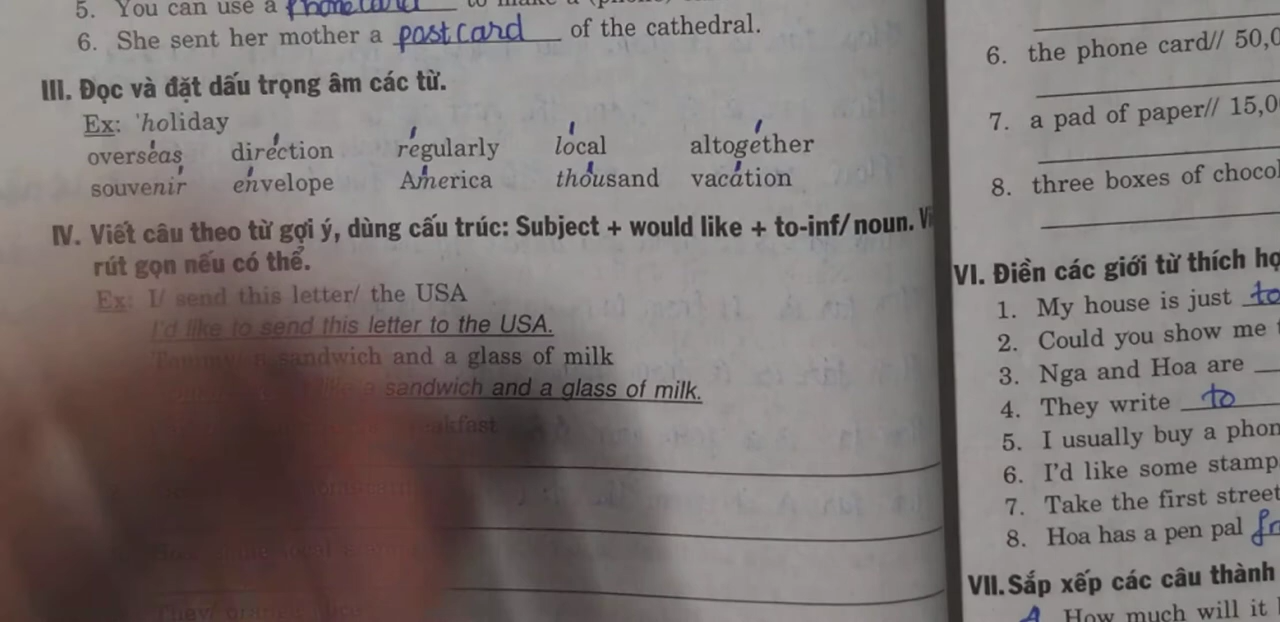 5. You can use a phonecard
6. She sent her mother a postcard of the cathedral.
III. Đọc và đặt dấu trọng âm các từ.
Ex: 'holiday
overseas direction regularly local altogether
souvenir envelope America thousand vacation
IV. Viết câu theo từ gợi ý, dùng cấu trúc: Subject + would like + to-inf/ noun.
rút gọn nếu có thể.
Ex: I/ send this letter/ the USA
I'd like to send this letter to the USA.
sandwich and a glass of milk
a sandwich and a glass of milk.
6. the phone card// 50,0
7. a pad of paper// 15,0
8. three boxes of chocol
VI. Điền các giới từ thích hợ
1. My house is just to
2. Could you show me
3. Nga and Hoa are
4. They write to
5. I usually buy a phon
6. I'd like some stamp
7. Take the first street
8. Hoa has a pen pal fr
VII. Sắp xếp các câu thành
A How much will it